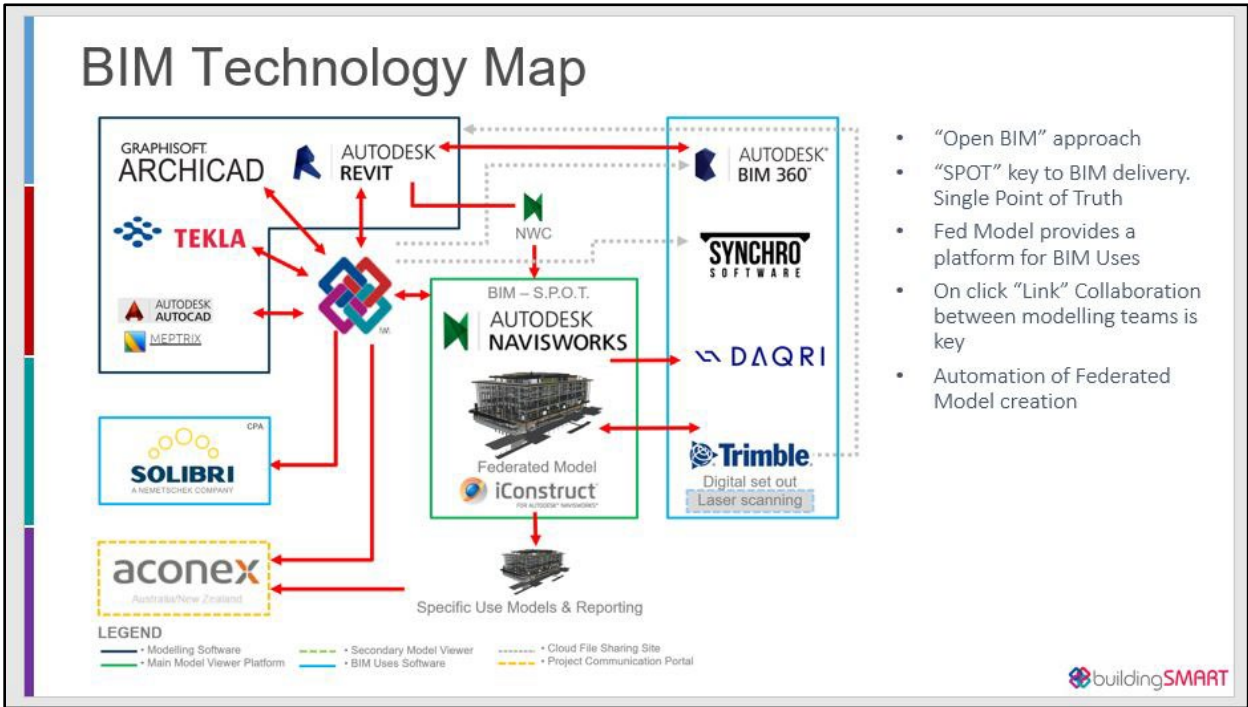 BIM Technology Map
GRAPHISOFT
ARCHICAD
AUTODESK
REVIT
TEKLA
AUTODESK
AUTOCAD
MEPTRIX
NWC
BIM – S.P.O.T.
AUTODESK
NAVISWORKS
Federated Model
iConstruct
FOR AUTODESK® NAVISWORKS®
AUTODESK™
BIM 360™
SYNCHRO
SOFTWARE
DAQRI
Trimble
Digital set out
Laser scanning
CPA
SOLIBRI
A NEMETSCHEK COMPANY
aconex
Australia/New Zealand
Specific Use Models & Reporting
LEGEND
• Modelling Software
• Main Model Viewer Platform
• Secondary Model Viewer
• BIM Uses Software
• Cloud File Sharing Site
• Project Communication Portal
• “Open BIM” approach
• “SPOT” key to BIM delivery.
Single Point of Truth
• Fed Model provides a
platform for BIM Uses
• On click “Link” Collaboration
between modelling teams is
key
• Automation of Federated
Model creation
buildingSMART